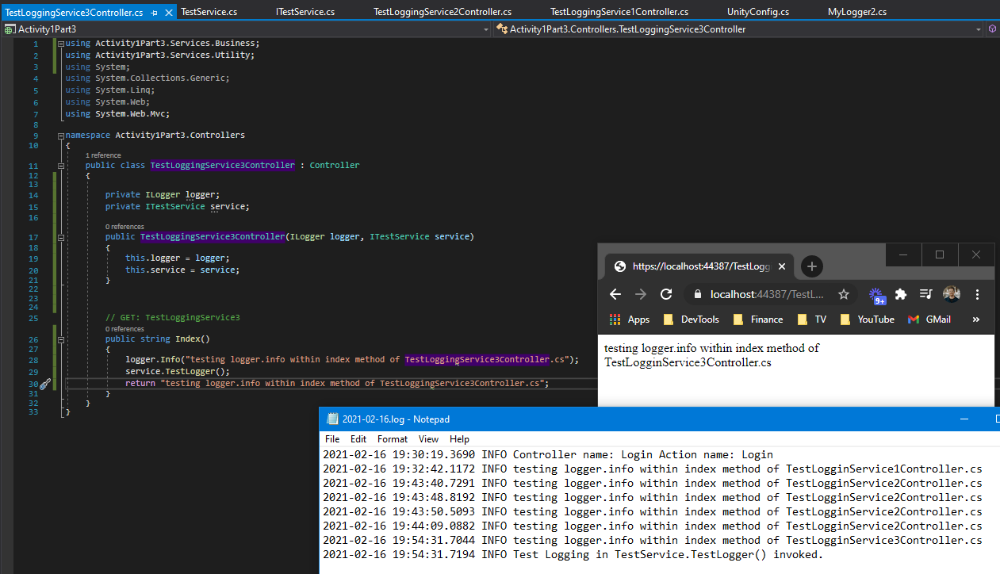 TestLoggingService3Controller.cs
TestService.cs
ITestService.cs
TestLoggingService2Controller.cs
TestLoggingService1Controller.cs
UnityConfig.cs
MyLogger2.cs
Activity1Part3
Activity1Part3.Controllers.TestLoggingService3Controller
1 using Activity1Part3.Services.Business;
2 using Activity1Part3.Services.Utility;
3 using System;
4 using System.Collections.Generic;
5 using System.Linq;
6 using System.Web;
7 using System.Web.Mvc;
8
9 namespace Activity1Part3.Controllers
10 {
1 reference
11 public class TestLoggingService3Controller : Controller
12 {
13
14 private ILogger logger;
15 private ITestService service;
16
0 references
17 public TestLoggingService3Controller(ILogger logger, ITestService service)
18 {
19 this.logger = logger;
20 this.service = service;
21 }
22
23
24
25 // GET: TestLoggingService3
0 references
26 public string Index()
27 {
28 logger.Info("testing logger.info within index method of TestLoggingService3Controller.cs");
29 service.TestLogger();
30 return "testing logger.info within index method of TestLoggingService3Controller.cs";
31 }
32 }
33 }
https://localhost:44387/TestLogg
localhost:44387/TestL...
9+
Apps DevTools Finance TV YouTube GMail »
testing logger.info within index method of
TestLogginService3Controller.cs
2021-02-16.log - Notepad
File Edit Format View Help
2021-02-16 19:30:19.3690 INFO Controller name: Login Action name: Login
2021-02-16 19:32:42.1172 INFO testing logger.info within index method of TestLogginService1Controller.cs
2021-02-16 19:43:40.7291 INFO testing logger.info within index method of TestLogginService2Controller.cs
2021-02-16 19:43:48.8192 INFO testing logger.info within index method of TestLogginService2Controller.cs
2021-02-16 19:43:50.5093 INFO testing logger.info within index method of TestLogginService2Controller.cs
2021-02-16 19:44:09.0882 INFO testing logger.info within index method of TestLogginService2Controller.cs
2021-02-16 19:54:31.7044 INFO testing logger.info within index method of TestLogginService3Controller.cs
2021-02-16 19:54:31.7194 INFO Test Logging in TestService.TestLogger() invoked.